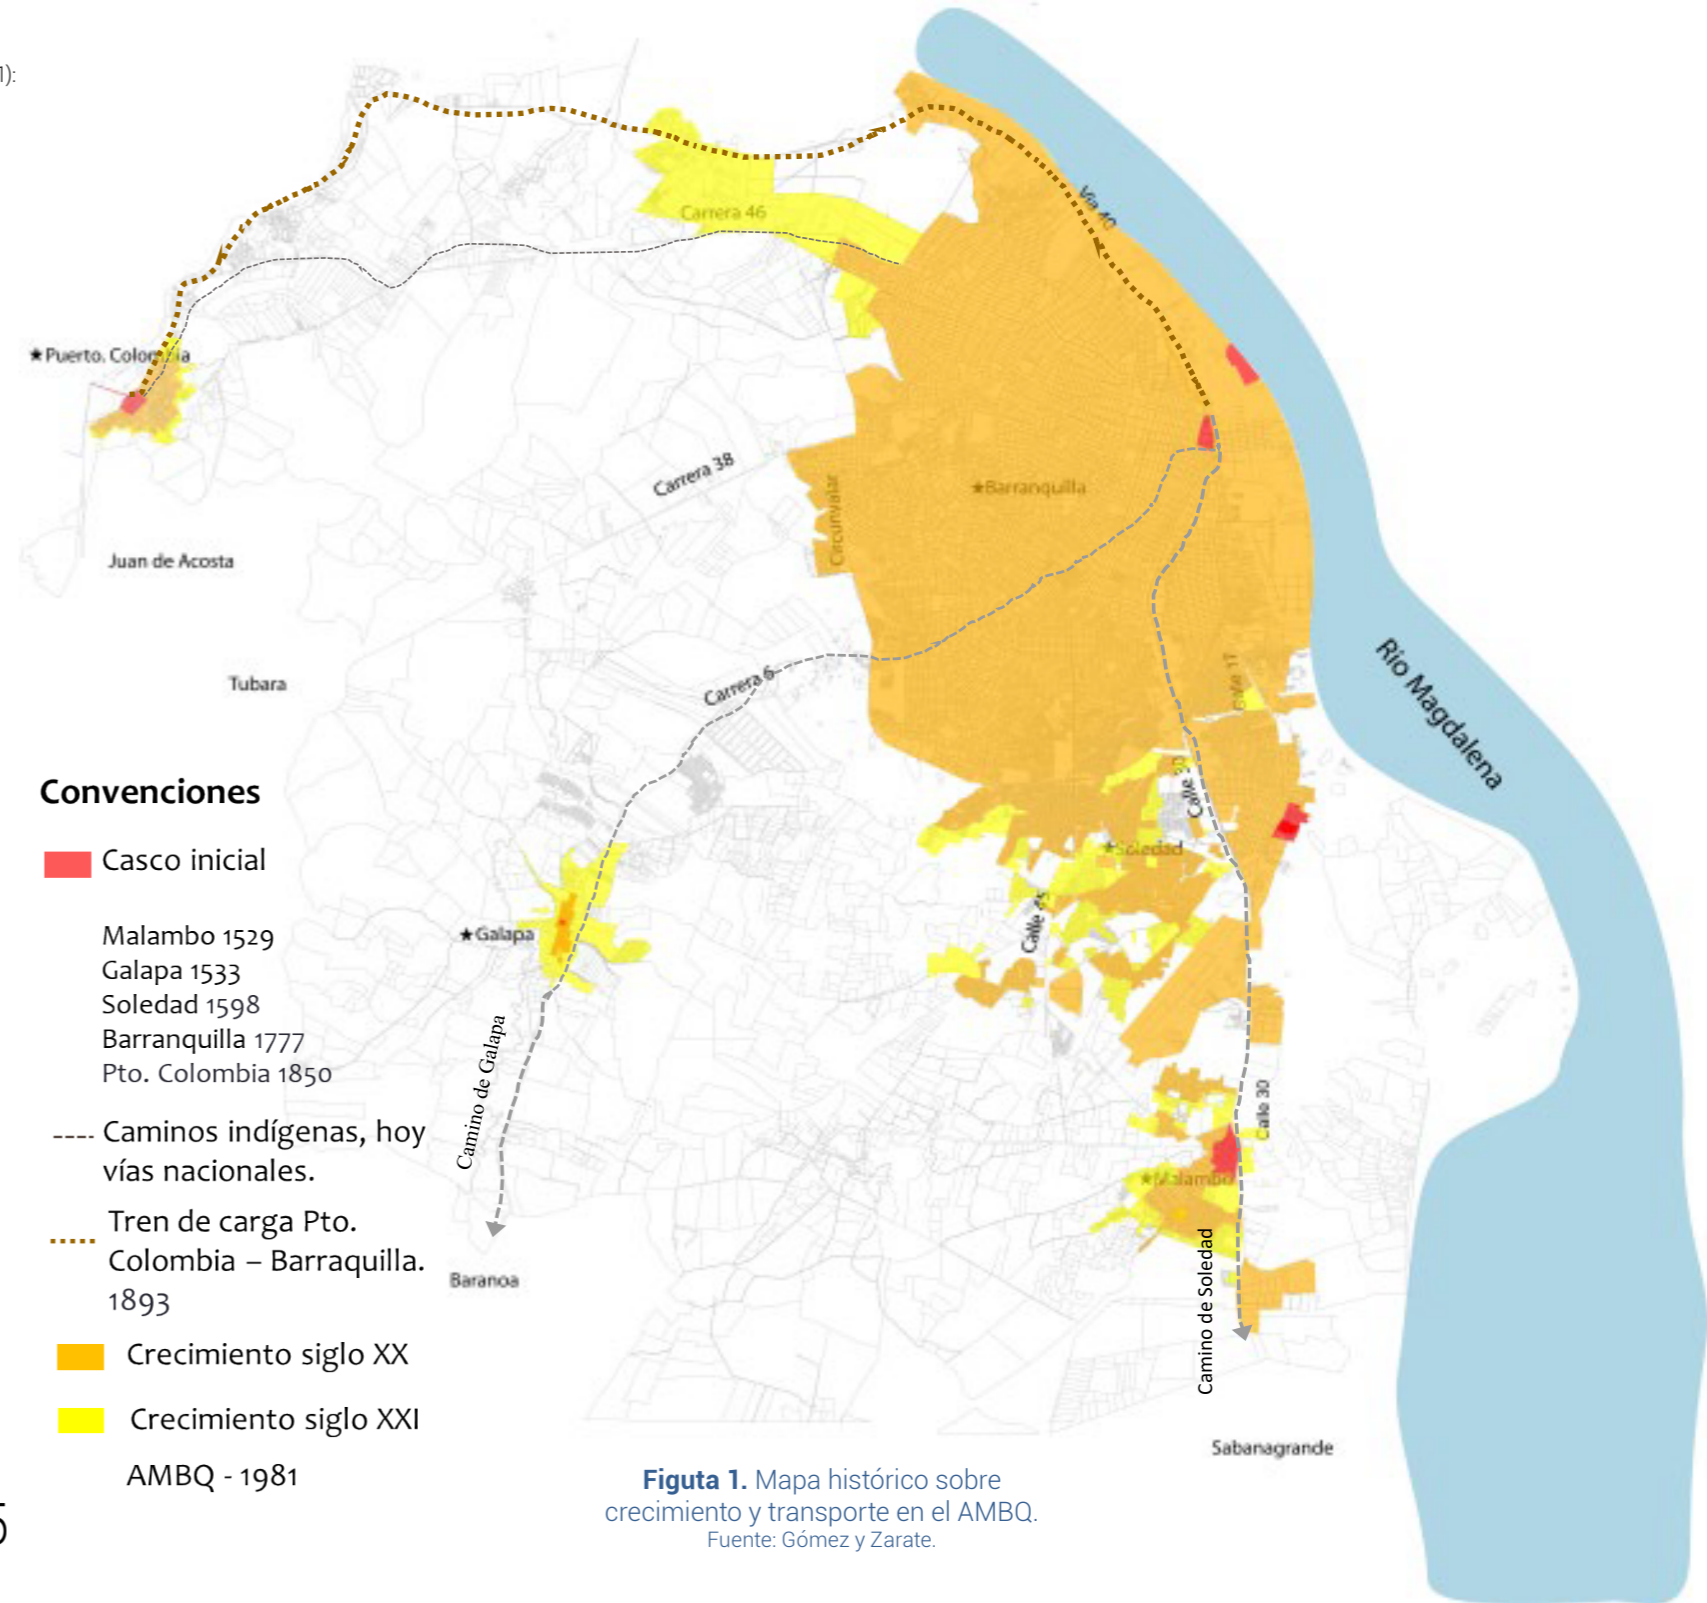 1):
Vía 40
Carrera 46
★Puerto. Colombia
Carrera 38
Circunvalar
★Barranquilla
Juan de Acosta
Río Magdalena
Calle 17
Tubara
Carrera 6
Calle 30
★Soledad
Calle 45
★Galapa
Camino de Galapa
Calle 30
★Malambo
Camino de Soledad
Baranoa
Sabanagrande
Convenciones
Casco inicial
Malambo 1529
Galapa 1533
Soledad 1598
Barranquilla 1777
Pto. Colombia 1850
Caminos indígenas, hoy
vías nacionales.
Tren de carga Pto.
Colombia – Barraquilla.
1893
Crecimiento siglo XX
Crecimiento siglo XXI
AMBQ - 1981
Figuta 1. Mapa histórico sobre
crecimiento y transporte en el AMBQ.
Fuente: Gómez y Zarate.